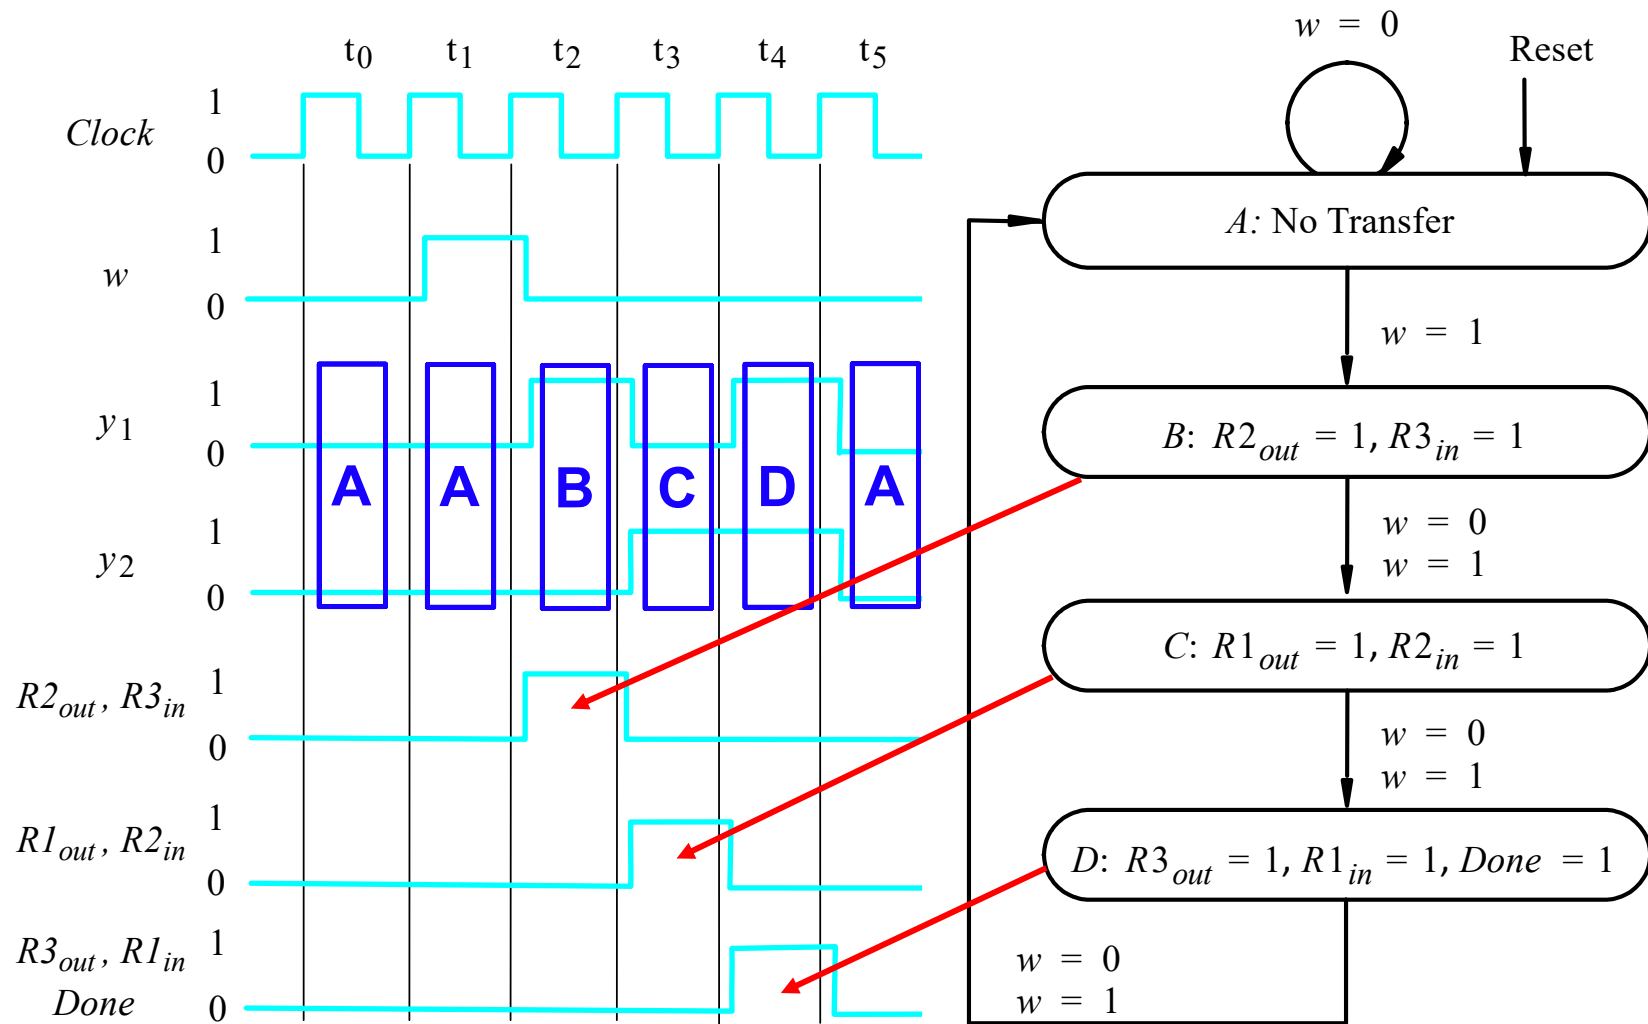 t0 t1 t2 t3 t4 t5
Clock 1
0
w 1
0
y1 1
0
A A B C D A
y2 1
0
R2out, R3in 1
0
R1out, R2in 1
0
R3out, R1in 1
Done 0
w = 0
Reset
A: No Transfer
w = 1
B: R2out = 1, R3in = 1
w = 0
w = 1
C: R1out = 1, R2in = 1
w = 0
w = 1
D: R3out = 1, R1in = 1, Done = 1
w = 0
w = 1